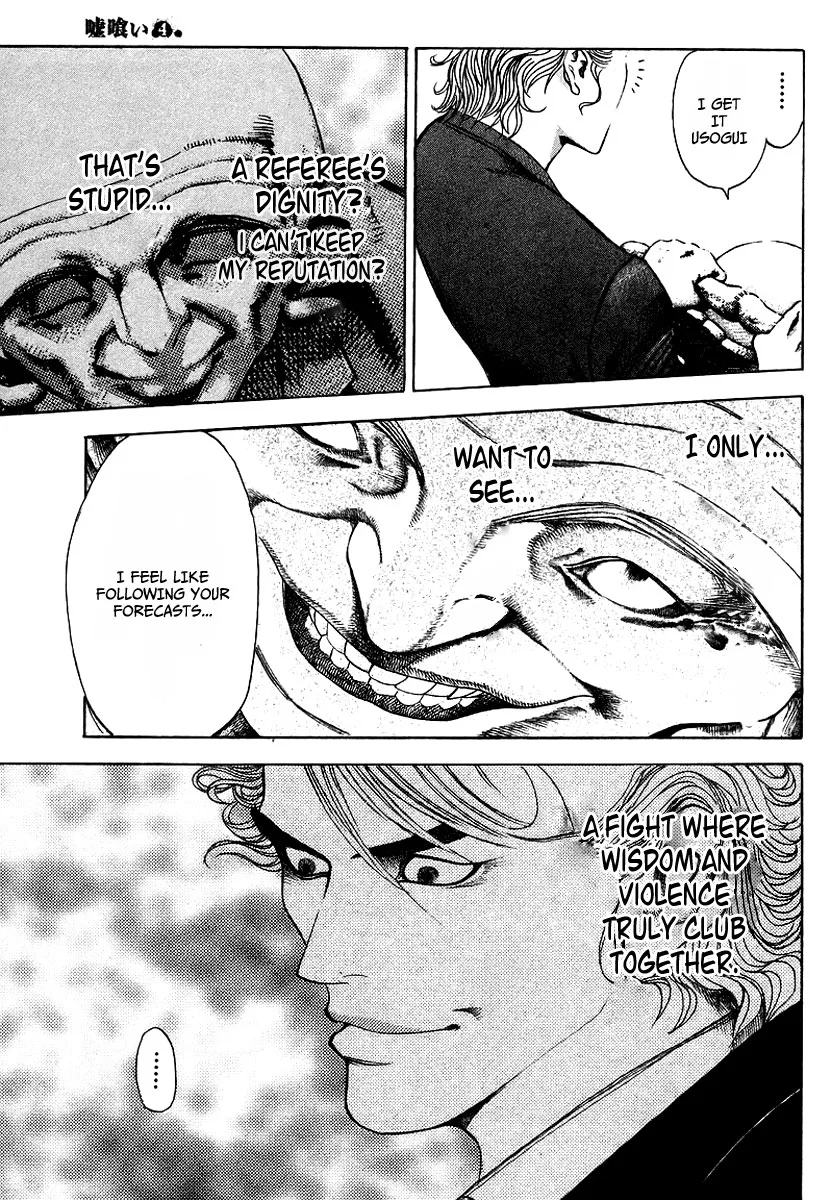 嘘喰い 4。
……
I GET
IT
USOGUI
A REFEREE'S
DIGNITY?
I CAN'T KEEP
MY REPUTATION?
THAT'S
STUPID...
I ONLY...
WANT TO
SEE...
I FEEL LIKE
FOLLOWING YOUR
FORECASTS...
A FIGHT WHERE
WISDOM AND
VIOLENCE
TRULY CLUB
TOGETHER.
……